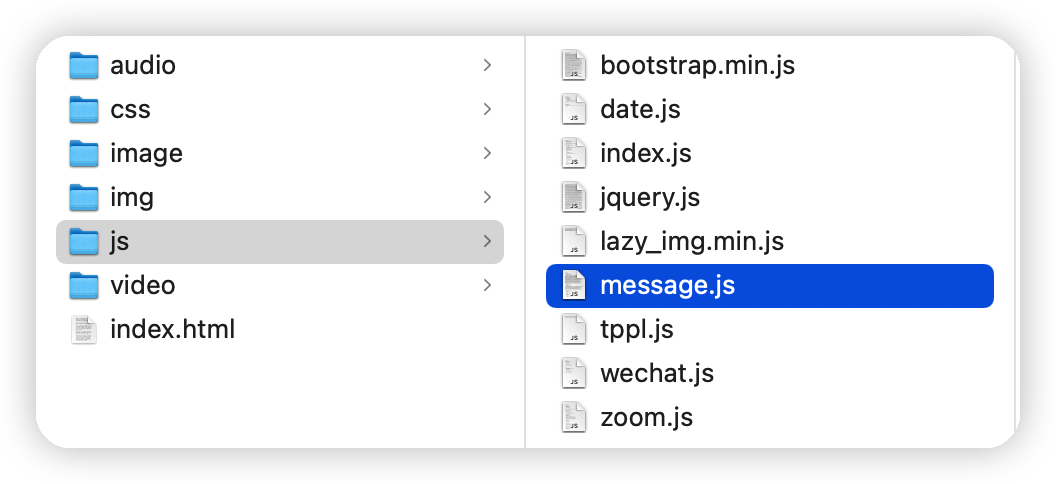 audio
css
image
img
js
video
index.html
bootstrap.min.js
date.js
index.js
jquery.js
lazy_img.min.js
message.js
tppl.js
wechat.js
zoom.js